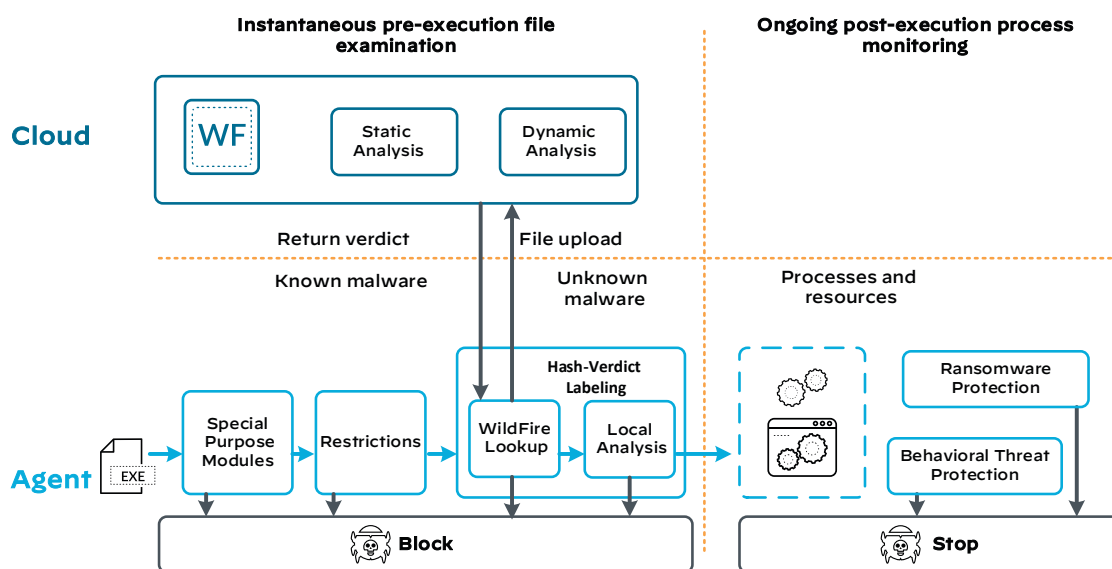 Instantaneous pre-execution file
examination
Ongoing post-execution process
monitoring
Cloud
WF
Static
Analysis
Dynamic
Analysis
Return verdict
File upload
Known malware
Unknown
malware
Processes and
resources
Hash-Verdict
Labeling
Agent
EXE
Special
Purpose
Modules
Restrictions
WildFire
Lookup
Local
Analysis
Ransomware
Protection
Behavioral Threat
Protection
Block
Stop